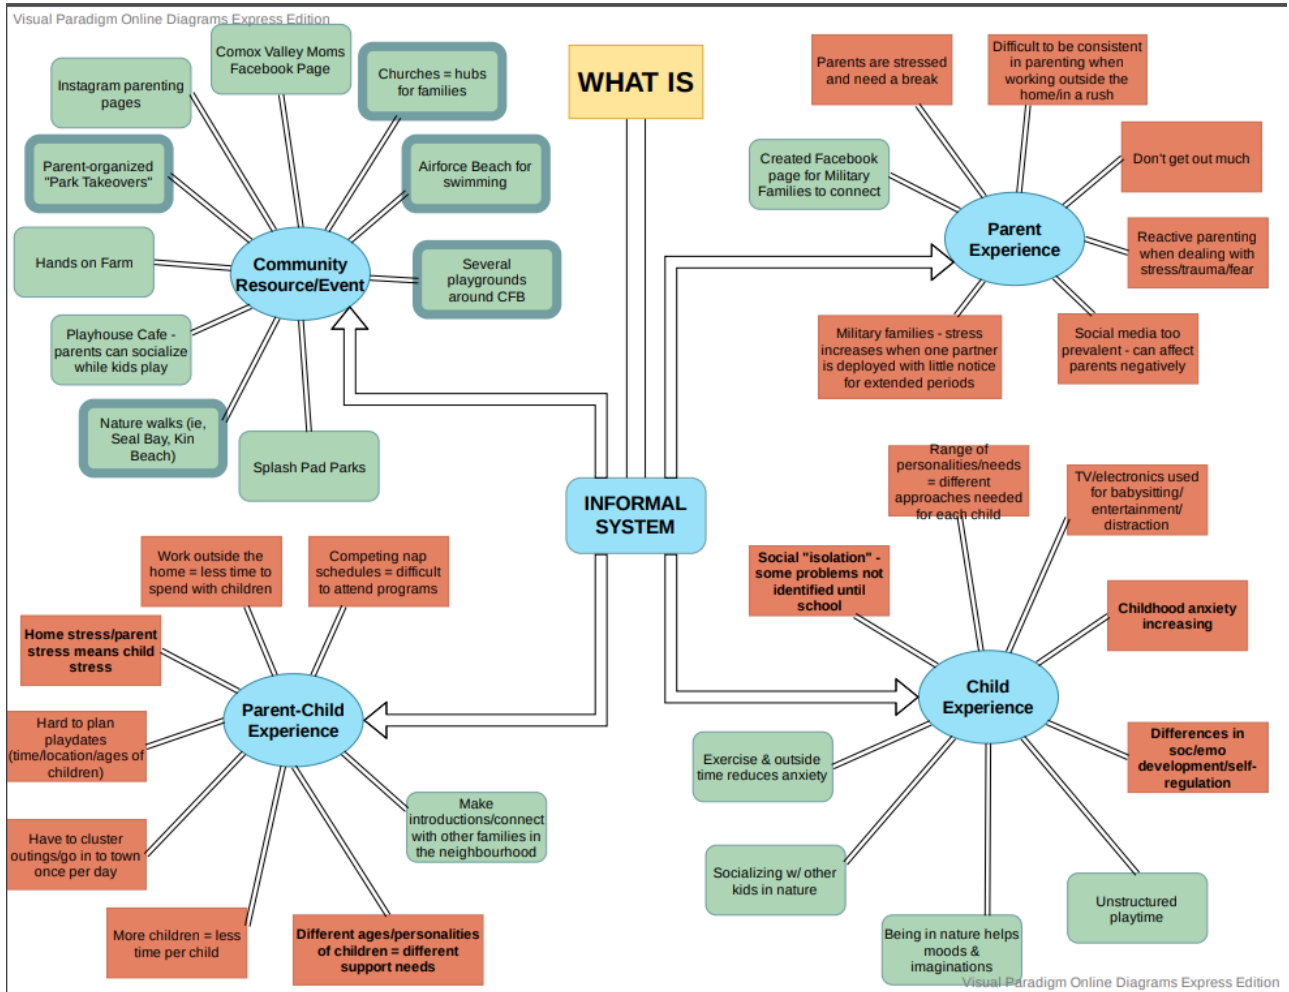 Visual Paradigm Online Diagrams Express Edition
Comox Valley Moms
Facebook Page
Instagram parenting
pages
Churches = hubs
for families
Parent-organized
"Park Takeovers"
Airforce Beach for
swimming
Hands on Farm
Community
Resource/Event
Several
playgrounds
around CFB
Playhouse Cafe -
parents can socialize
while kids play
Nature walks (ie,
Seal Bay, Kin
Beach)
Splash Pad Parks
WHAT IS
INFORMAL
SYSTEM
Parents are stressed
and need a break
Difficult to be consistent
in parenting when
working outside the
home/in a rush
Created Facebook
page for Military
Families to connect
Don't get out much
Parent
Experience
Reactive parenting
when dealing with
stress/trauma/fear
Military families - stress
increases when one partner
is deployed with little notice
for extended periods
Social media too
prevalent - can affect
parents negatively
Work outside the
home = less time to
spend with children
Competing nap
schedules = difficult
to attend programs
Home stress/parent
stress means child
stress
Parent-Child
Experience
Hard to plan
playdates
(time/location/ages of
children)
Have to cluster
outings/go in to town
once per day
Make
introductions/connect
with other families in
the neighbourhood
More children = less
time per child
Different ages/personalities
of children = different
support needs
Range of
personalities/needs
= different
approaches needed
for each child
TV/electronics used
for babysitting/
entertainment/
distraction
Social "isolation" -
some problems not
identified until
school
Childhood anxiety
increasing
Child
Experience
Differences in
soc/emo
development/self-
regulation
Exercise & outside
time reduces anxiety
Socializing w/ other
kids in nature
Being in nature helps
moods &
imaginations
Unstructured
playtime
Visual Paradigm Online Diagrams Express Edition